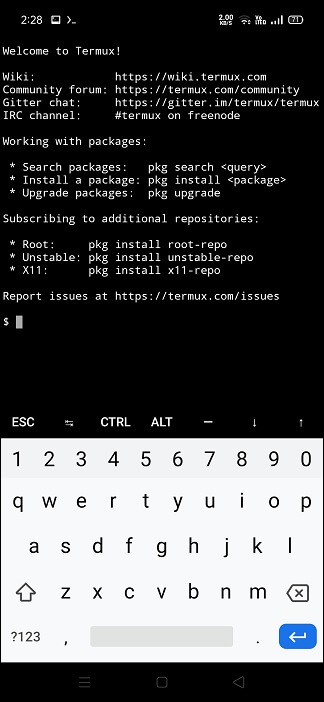 2:28 >_ 2.00 KB/S Vo LTE 71
Welcome to Termux!
Wiki: https://wiki.termux.com
Community forum: https://termux.com/community
Gitter chat: https://gitter.im/termux/termux
IRC channel: #termux on freenode
Working with packages:
* Search packages: pkg search <query>
* Install a package: pkg install <package>
* Upgrade packages: pkg upgrade
Subscribing to additional repositories:
* Root: pkg install root-repo
* Unstable: pkg install unstable-repo
* X11: pkg install x11-repo
Report issues at https://termux.com/issues
$
ESC ↹ CTRL ALT — ↓ ↑
1 2 3 4 5 6 7 8 9 0
q w e r t y u i o p
a s d f g h j k l
z x c v b n m
?123 , .